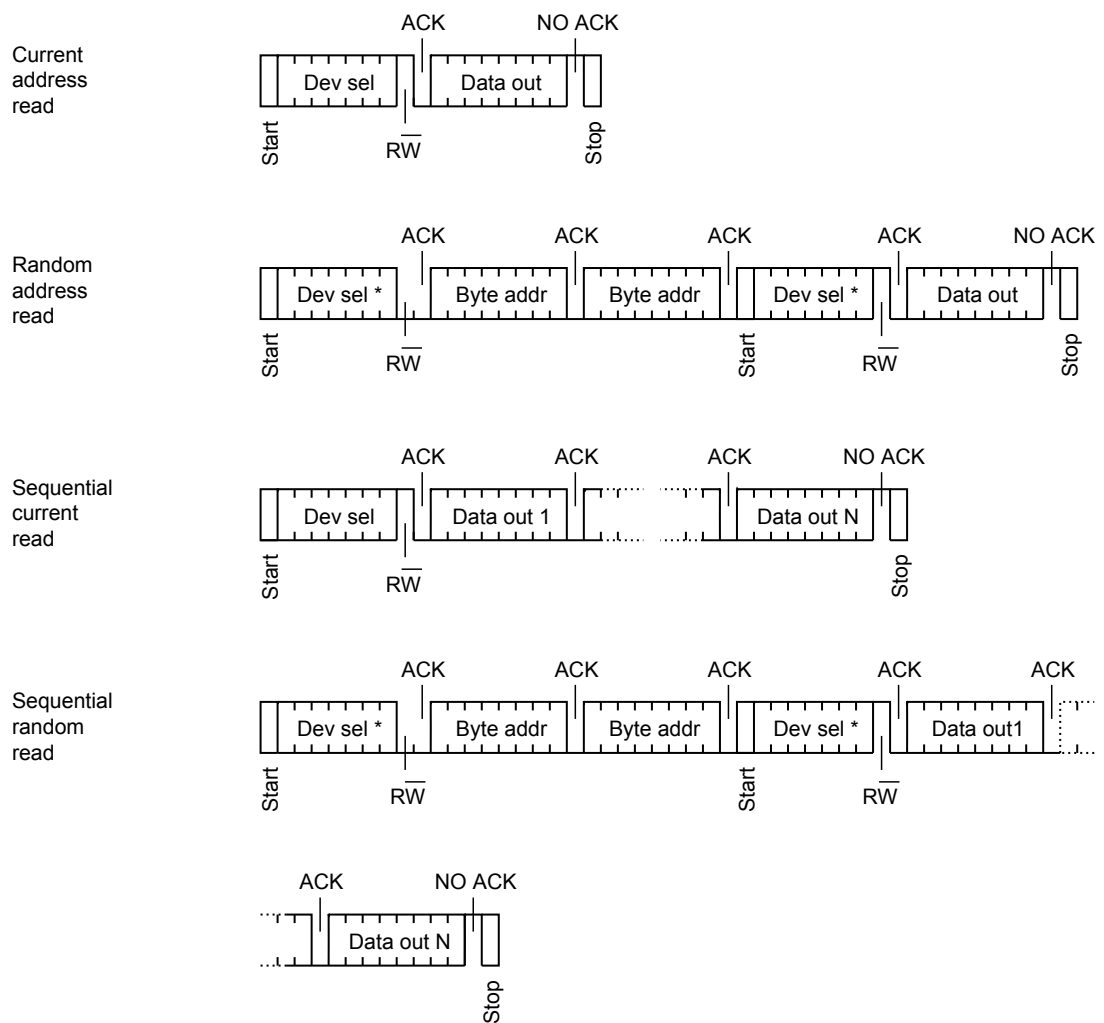 Current
address
read
ACK NO ACK
Dev sel Data out
Start RW̅ Stop
Random
address
read
ACK ACK ACK ACK NO ACK
Dev sel * Byte addr Byte addr Dev sel * Data out
Start RW̅ Start RW̅ Stop
Sequential
current
read
ACK ACK ACK NO ACK
Dev sel Data out 1 Data out N
Start RW̅ Stop
Sequential
random
read
ACK ACK ACK ACK ACK
Dev sel * Byte addr Byte addr Dev sel * Data out1
Start RW̅ Start RW̅
ACK NO ACK
Data out N
Stop